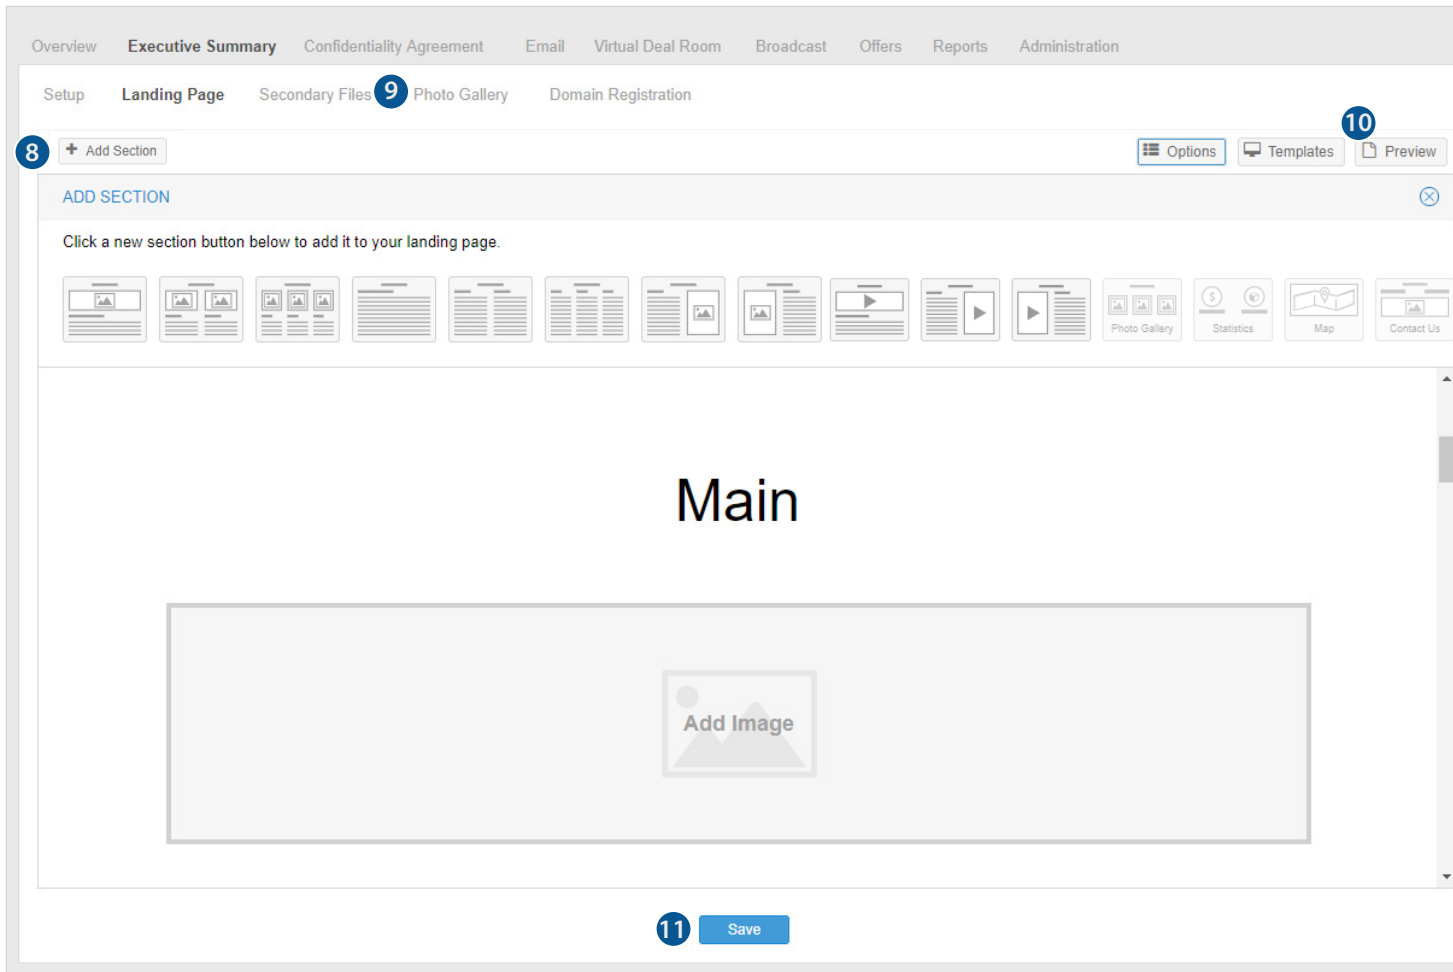 Overview Executive Summary Confidentiality Agreement Email Virtual Deal Room Broadcast Offers Reports Administration
Setup Landing Page Secondary Files 9 Photo Gallery Domain Registration
10
8 + Add Section Options Templates Preview
ADD SECTION
Click a new section button below to add it to your landing page.
$
Photo Gallery Statistics Map Contact Us
Main
Add Image
11 Save